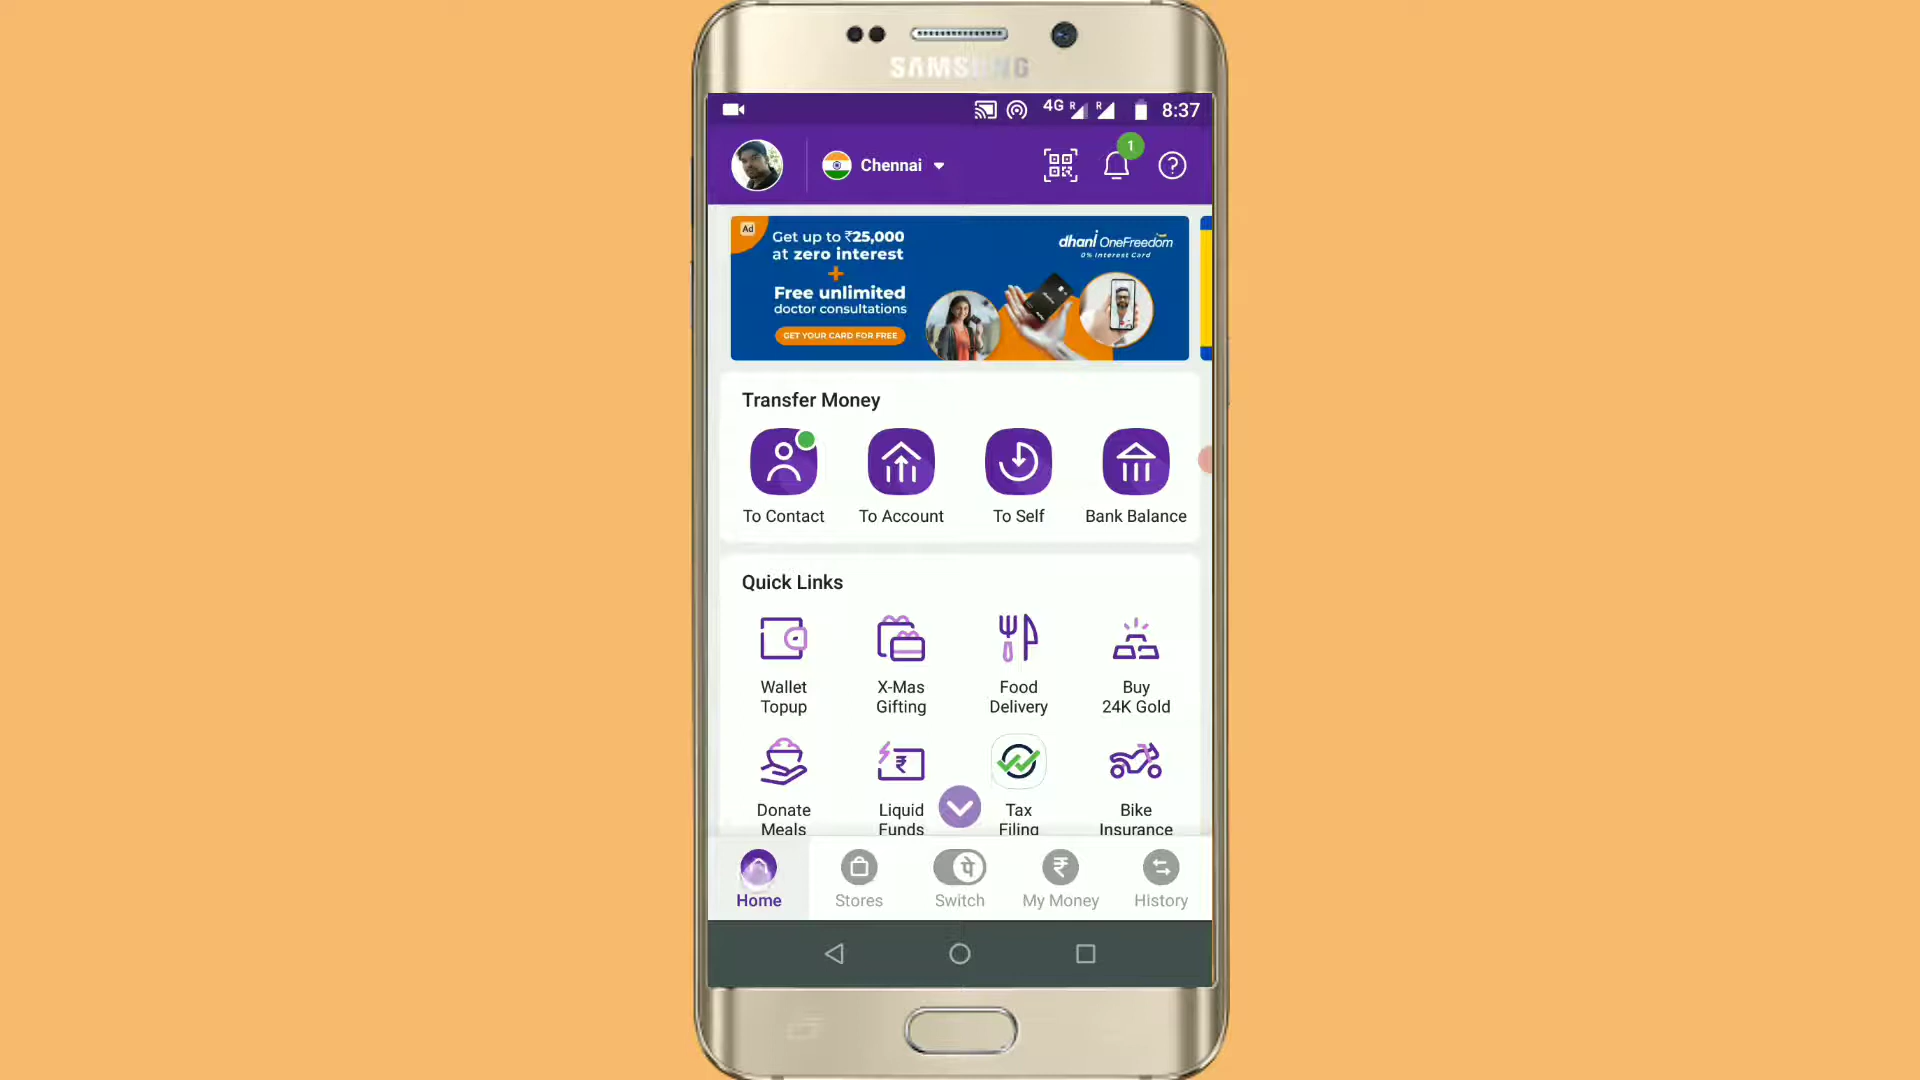 SAMSUNG
4G R R 8:37
Chennai
1
Ad
Get up to ₹25,000
at zero interest
+
Free unlimited
doctor consultations
GET YOUR CARD FOR FREE
dhani OneFreedom
0% Interest Card
Transfer Money
To Contact
To Account
To Self
Bank Balance
Quick Links
Wallet
Topup
X-Mas
Gifting
Food
Delivery
Buy
24K Gold
Donate
Meals
Liquid
Funds
Tax
Filing
Bike
Insurance
पे
Home
Stores
Switch
My Money
History